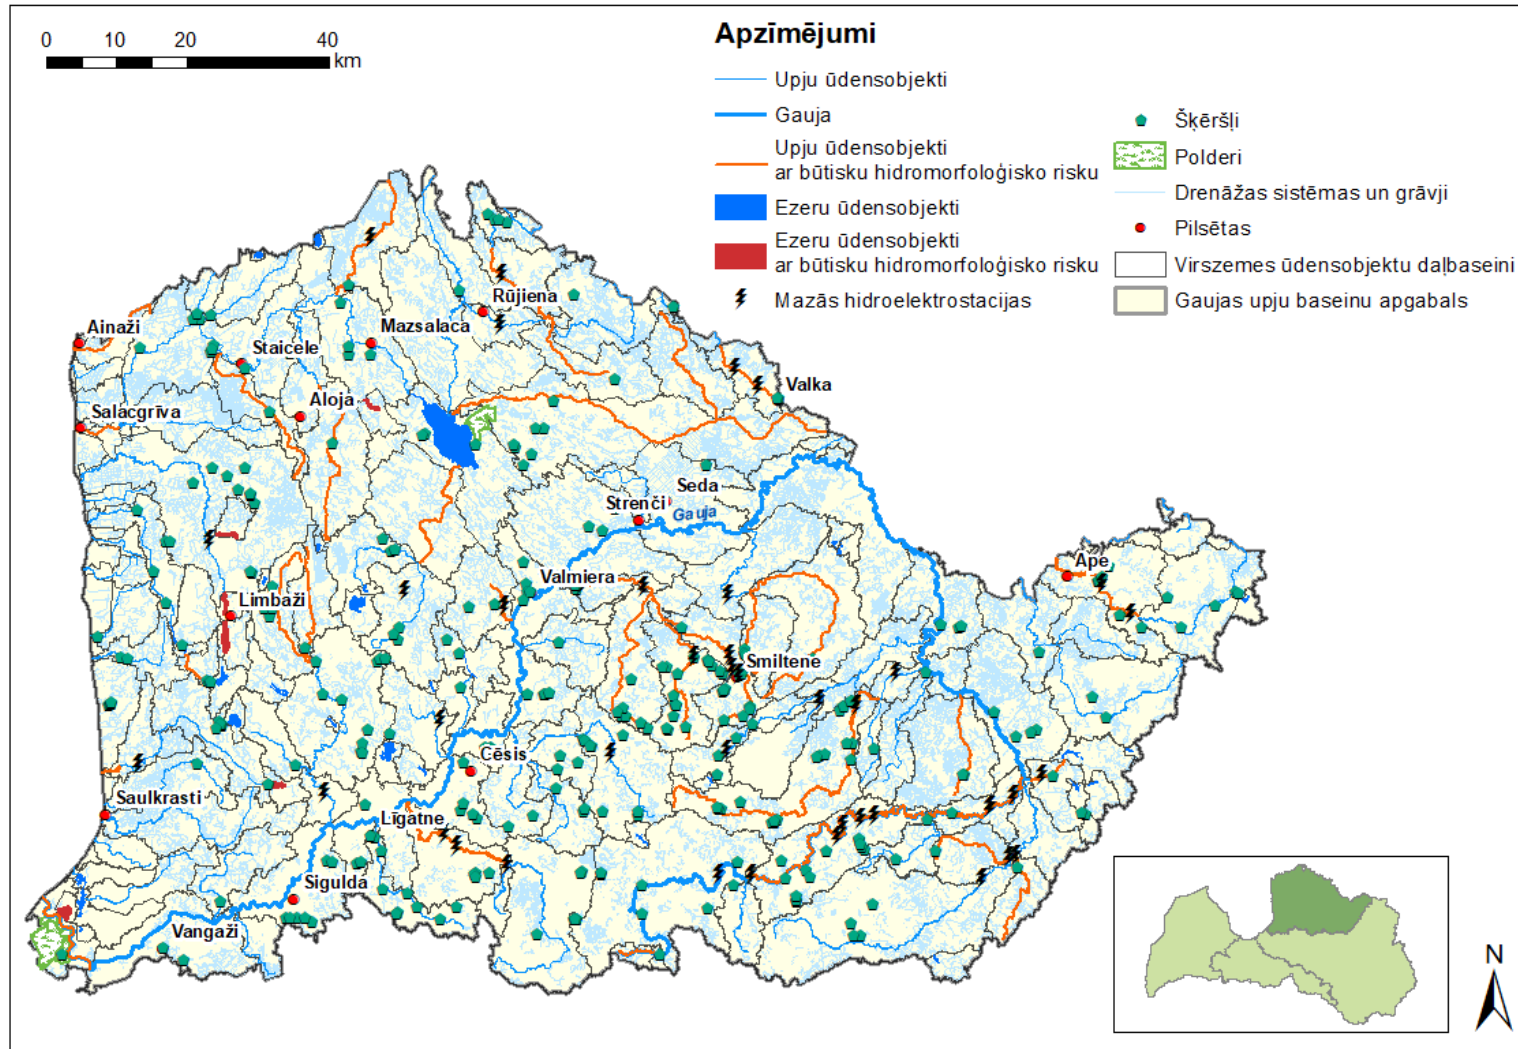 0 10 20 40
km
Apzīmējumi
Upju ūdensobjekti
Gauja
Upju ūdensobjekti
ar būtisku hidromorfoloģisko risku
Ezeru ūdensobjekti
Ezeru ūdensobjekti
ar būtisku hidromorfoloģisko risku
Mazās hidroelektrostacijas
Šķēršļi
Polderi
Drenāžas sistēmas un grāvji
Pilsētas
Virszemes ūdensobjektu daļbaseini
Gaujas upju baseinu apgabals
Rūjiena
Ainaži
Mazsalaca
Staicele
Valka
Aloja
Salacgrīva
Seda
Strenči
Gauja
Ape
Valmiera
Limbaži
Smiltene
Cēsis
Saulkrasti
Līgatne
Sigulda
Vangaži
N